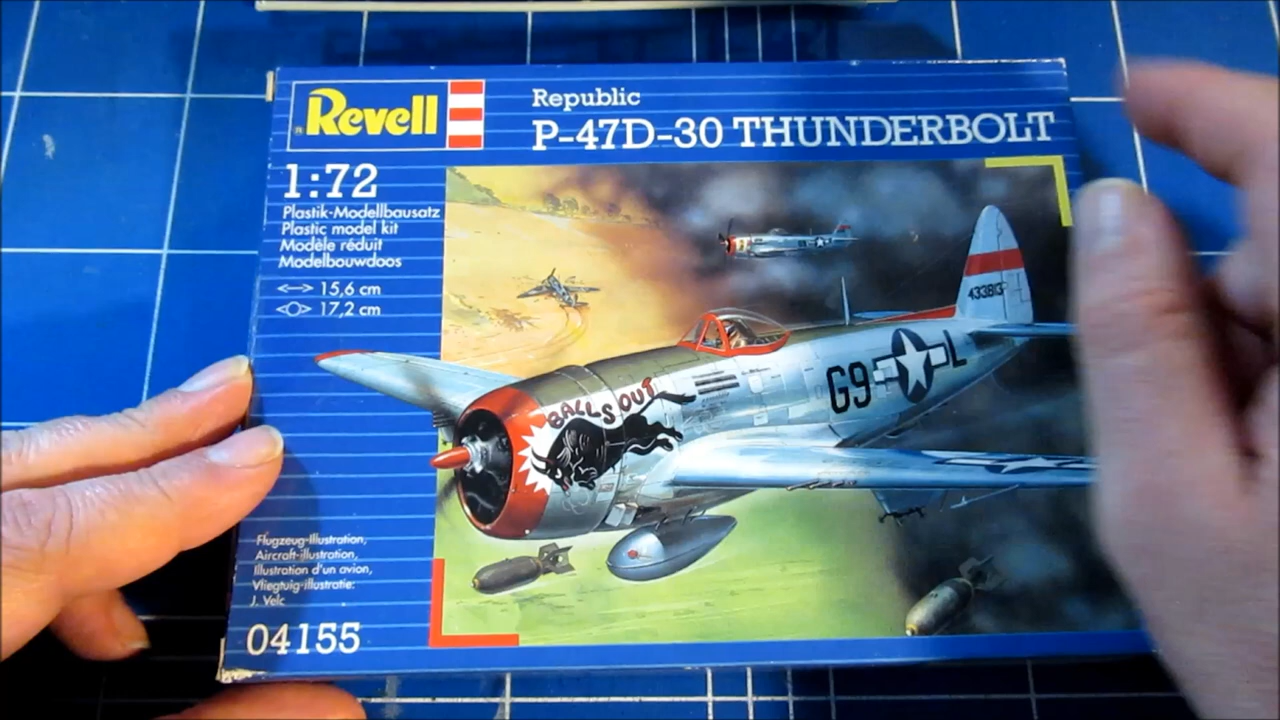 Revell
Republic
P-47D-30 THUNDERBOLT
1:72
Plastik-Modellbausatz
Plastic model kit
Modèle réduit
Modelbouwdoos
15,6 cm
17,2 cm
433813
G9 L
BALLS OUT
Flugzeug-Illustration,
Aircraft-illustration,
Illustration d'un avion,
Vliegtuig-illustratie:
J. Velc
04155